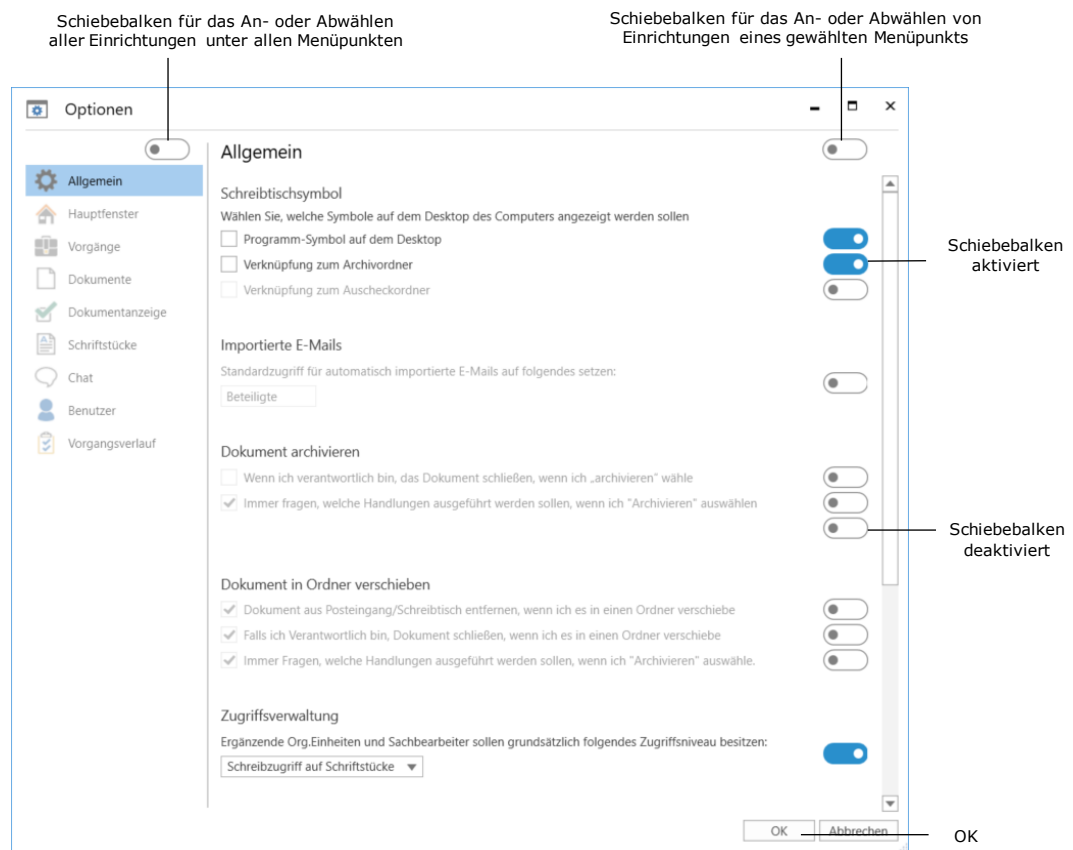 Schiebebalken für das An- oder Abwählen
aller Einrichtungen unter allen Menüpunkten
Schiebebalken für das An- oder Abwählen von
Einrichtungen eines gewählten Menüpunkts
Optionen
Allgemein
Hauptfenster
Vorgänge
Dokumente
Dokumentanzeige
Schriftstücke
Chat
Benutzer
Vorgangsverlauf
Allgemein
Schreibtischsymbol
Wählen Sie, welche Symbole auf dem Desktop des Computers angezeigt werden sollen
Programm-Symbol auf dem Desktop
Verknüpfung zum Archivordner
Verknüpfung zum Auscheckordner
Importierte E-Mails
Standardzugriff für automatisch importierte E-Mails auf folgendes setzen:
Beteiligte
Dokument archivieren
Wenn ich verantwortlich bin, das Dokument schließen, wenn ich „archivieren" wähle
Immer fragen, welche Handlungen ausgeführt werden sollen, wenn ich "Archivieren" auswählen
Dokument in Ordner verschieben
Dokument aus Posteingang/Schreibtisch entfernen, wenn ich es in einen Ordner verschiebe
Falls ich Verantwortlich bin, Dokument schließen, wenn ich es in einen Ordner verschiebe
Immer Fragen, welche Handlungen ausgeführt werden sollen, wenn ich "Archivieren" auswähle.
Zugriffsverwaltung
Ergänzende Org.Einheiten und Sachbearbeiter sollen grundsätzlich folgendes Zugriffsniveau besitzen:
Schreibzugriff auf Schriftstücke
OK
Abbrechen
Schiebebalken
aktiviert
Schiebebalken
deaktiviert
OK